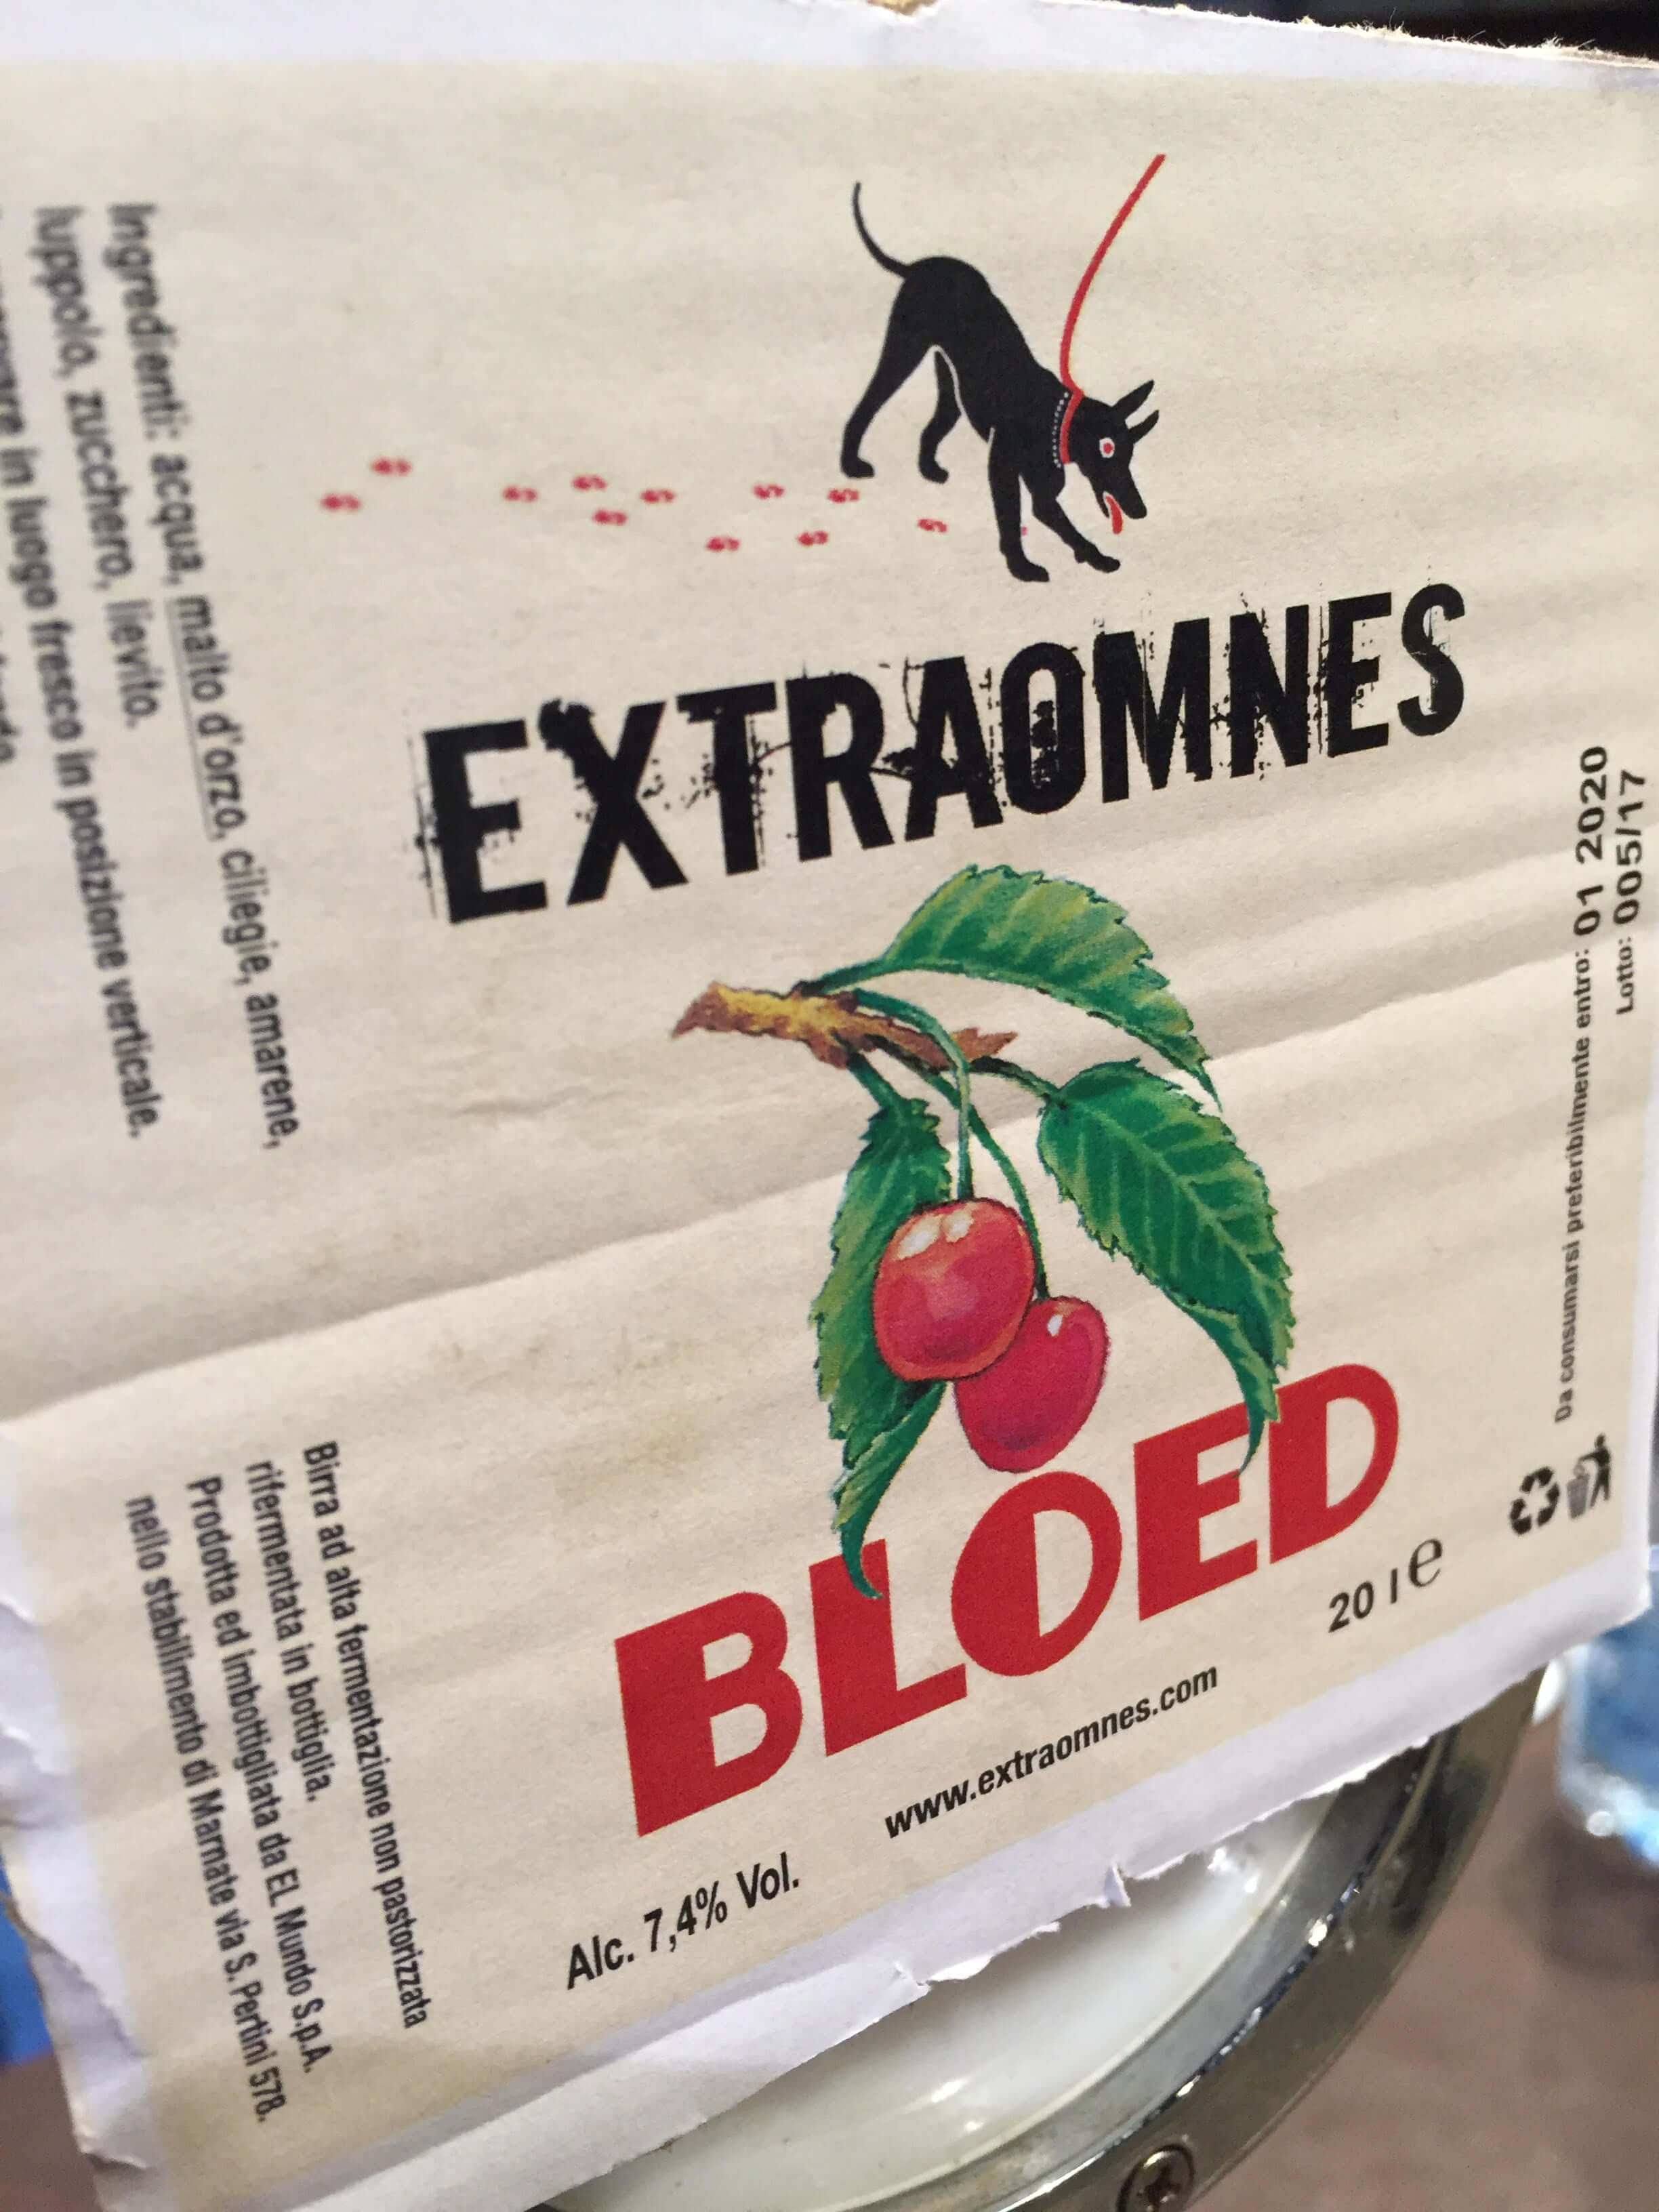 EXTRAOMNES
BLOED
www.extraomnes.com
Alc. 7,4% Vol.
20 l e
Ingredienti: acqua, malto d'orzo, ciliegie, amarene,
luppolo, zucchero, lievito.
in luogo fresco in posizione verticale.
Birra ad alta fermentazione non pastorizzata
rifermentata in bottiglia.
Prodotta ed imbottigliata da EL Mundo S.p.A.
nello stabilimento di Marnate via S. Pertini 578.
Da consumarsi preferibilmente entro: 01 2020
Lotto: 005/17